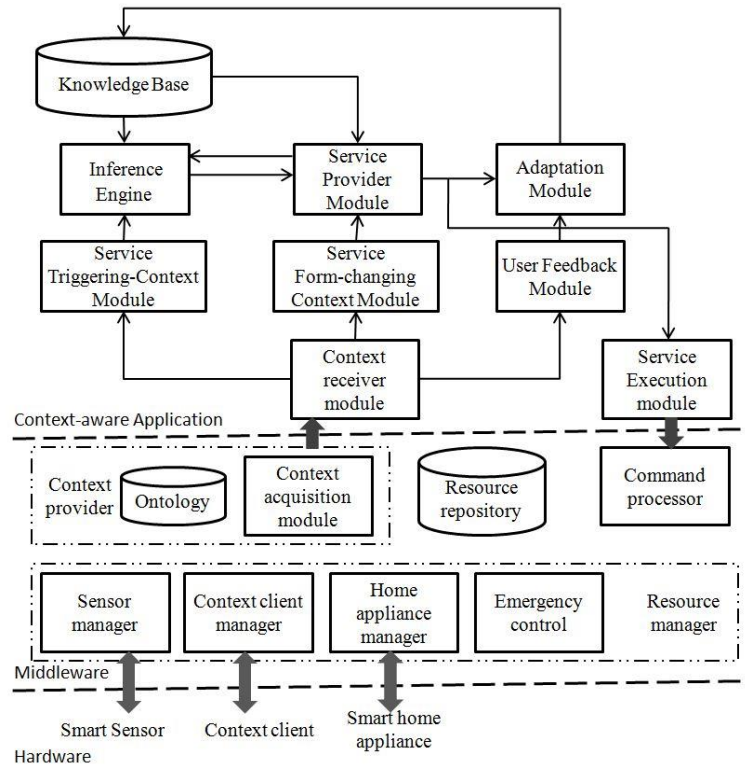 Knowledge Base
Inference
Engine
Service
Provider
Module
Adaptation
Module
Service
Triggering-Context
Module
Service
Form-changing
Context Module
User Feedback
Module
Context
receiver
module
Service
Execution
module
Context-aware Application
Context
provider
Ontology
Context
acquisition
module
Resource
repository
Command
processor
Sensor
manager
Context client
manager
Home
appliance
manager
Emergency
control
Resource
manager
Middleware
Smart Sensor
Context client
Smart home
appliance
Hardware